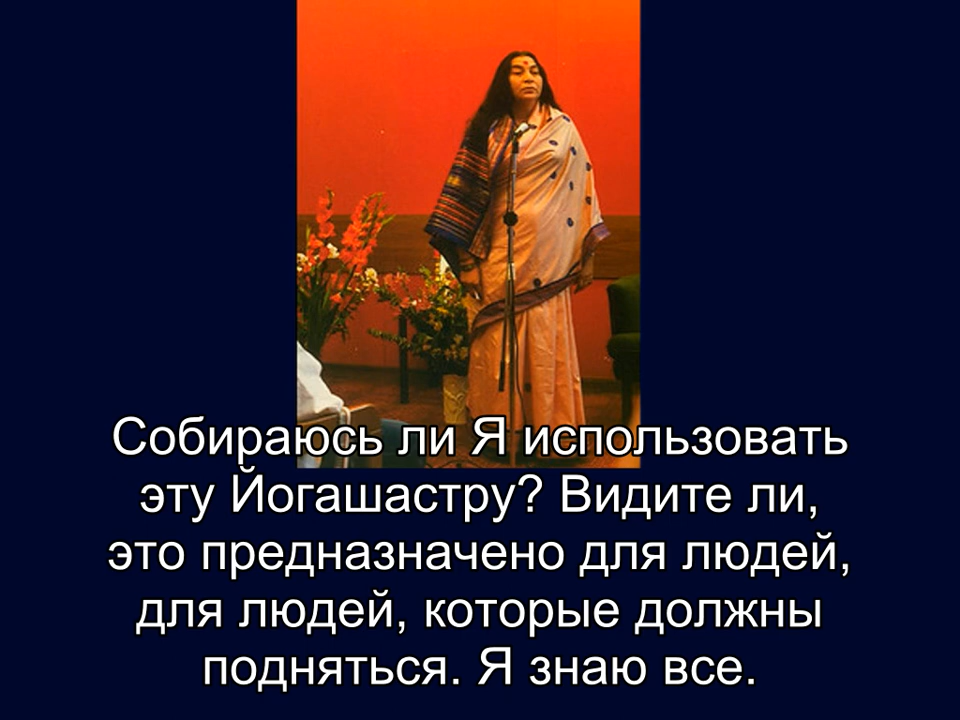 Собираюсь ли Я использовать
эту Йогашастру? Видите ли,
это предназначено для людей,
для людей, которые должны
подняться. Я знаю все.